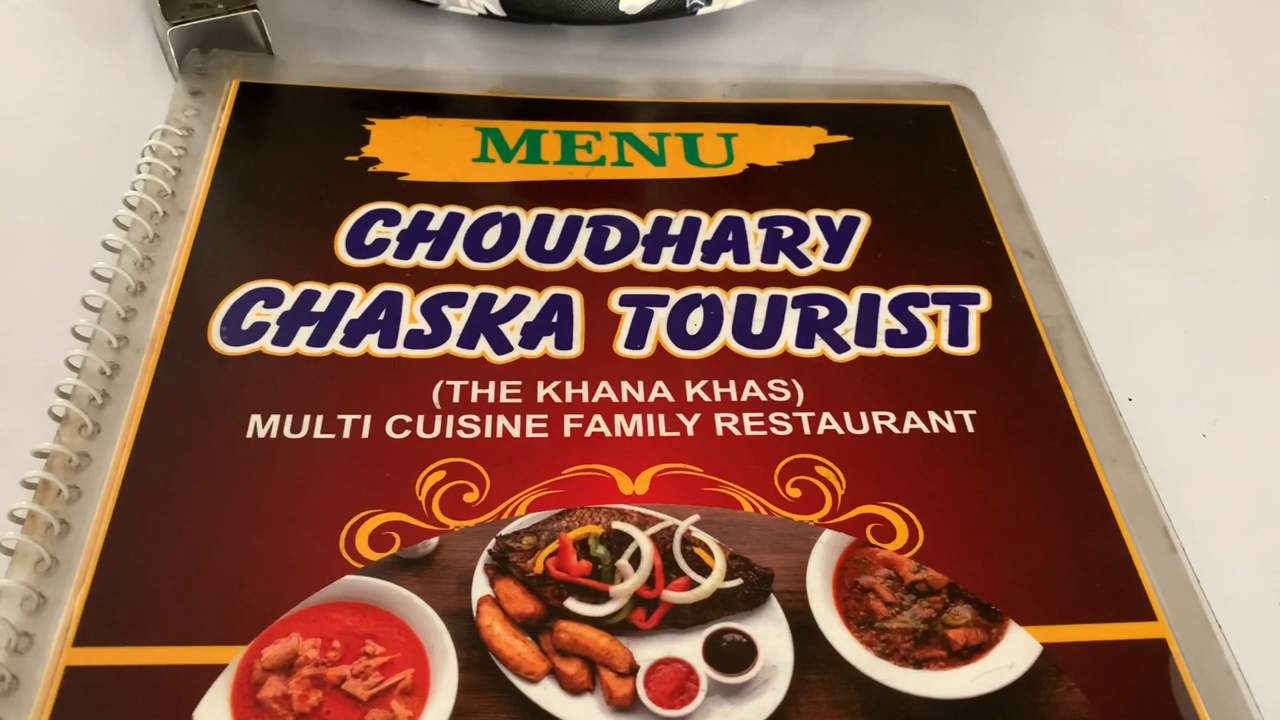 MENU
CHOUDHARY
CHASKA TOURIST
(THE KHANA KHAS)
MULTI CUISINE FAMILY RESTAURANT